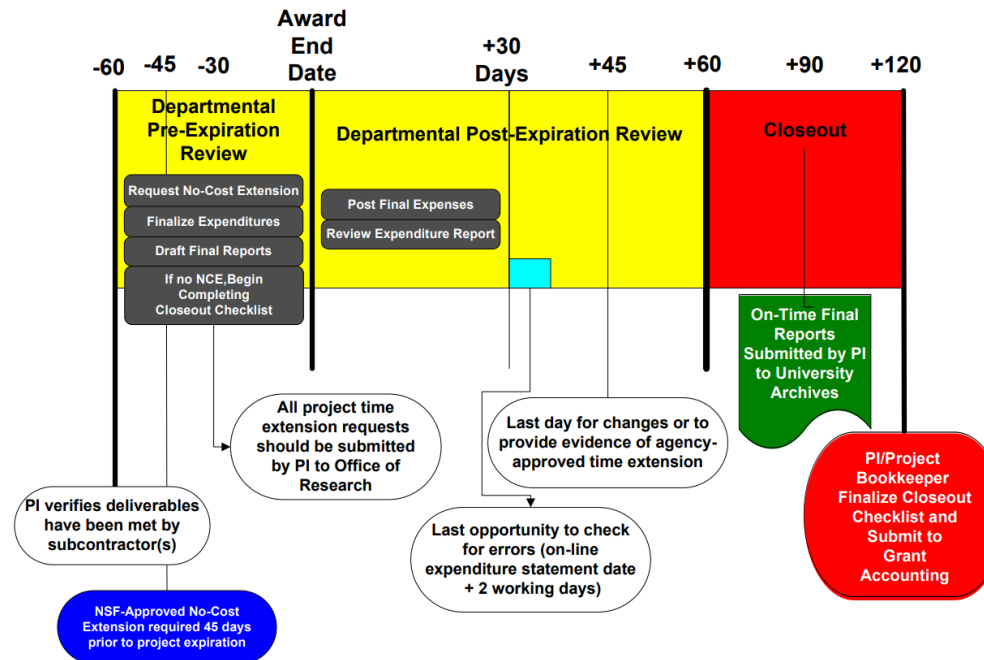 Award
End
Date
+30
Days
-60
-45
-30
+45
+60
+90
+120
Departmental
Pre-Expiration
Review
Departmental Post-Expiration Review
Closeout
Request No-Cost Extension
Finalize Expenditures
Draft Final Reports
If no NCE,Begin
Completing
Closeout Checklist
Post Final Expenses
Review Expenditure Report
On-Time Final
Reports
Submitted by PI
to University
Archives
All project time
extension requests
should be submitted
by PI to Office of
Research
Last day for changes or to
provide evidence of agency-
approved time extension
PI/Project
Bookkeeper
Finalize Closeout
Checklist and
Submit to
Grant
Accounting
PI verifies deliverables
have been met by
subcontractor(s)
Last opportunity to check
for errors (on-line
expenditure statement date
+ 2 working days)
NSF-Approved No-Cost
Extension required 45 days
prior to project expiration